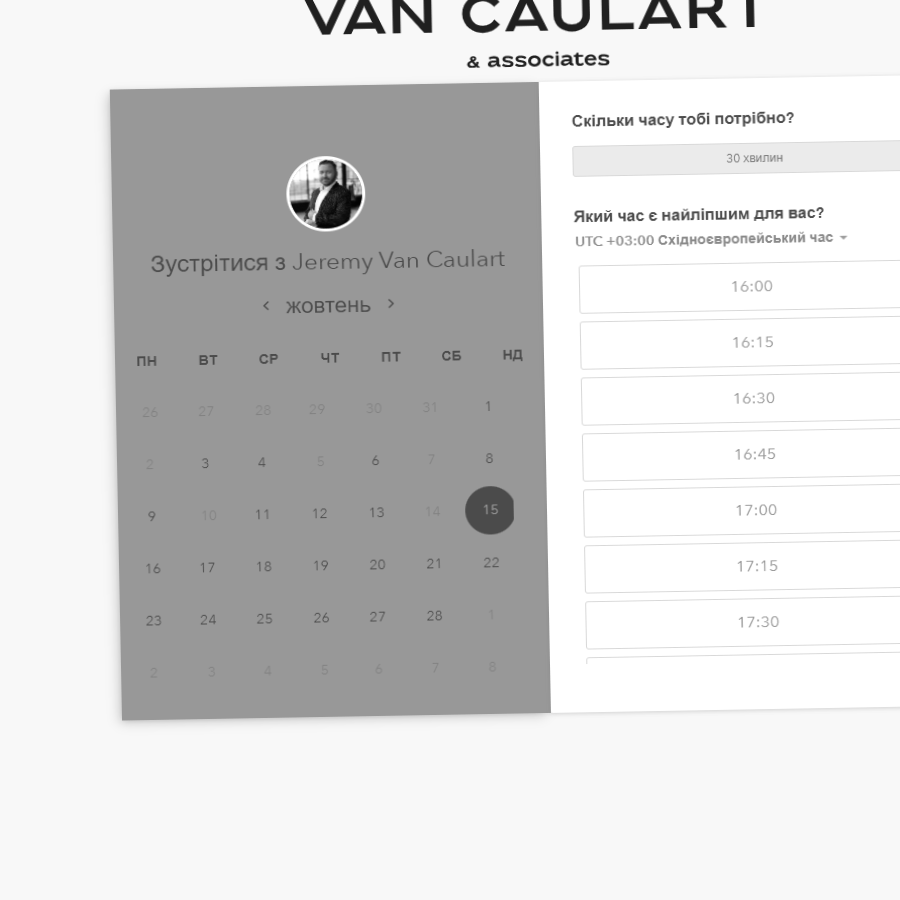 VAN CAULART
& associates
Зустрітися з Jeremy Van Caulart
жовтень
ПН ВТ СР ЧТ ПТ СБ НД
26 27 28 29 30 31 1
2 3 4 5 6 7 8
9 10 11 12 13 14 15
16 17 18 19 20 21 22
23 24 25 26 27 28 1
2 3 4 5 6 7 8
Скільки часу тобі потрібно?
30 хвилин
Який час є найліпшим для вас?
UTC +03:00 Східноєвропейський час
16:00
16:15
16:30
16:45
17:00
17:15
17:30